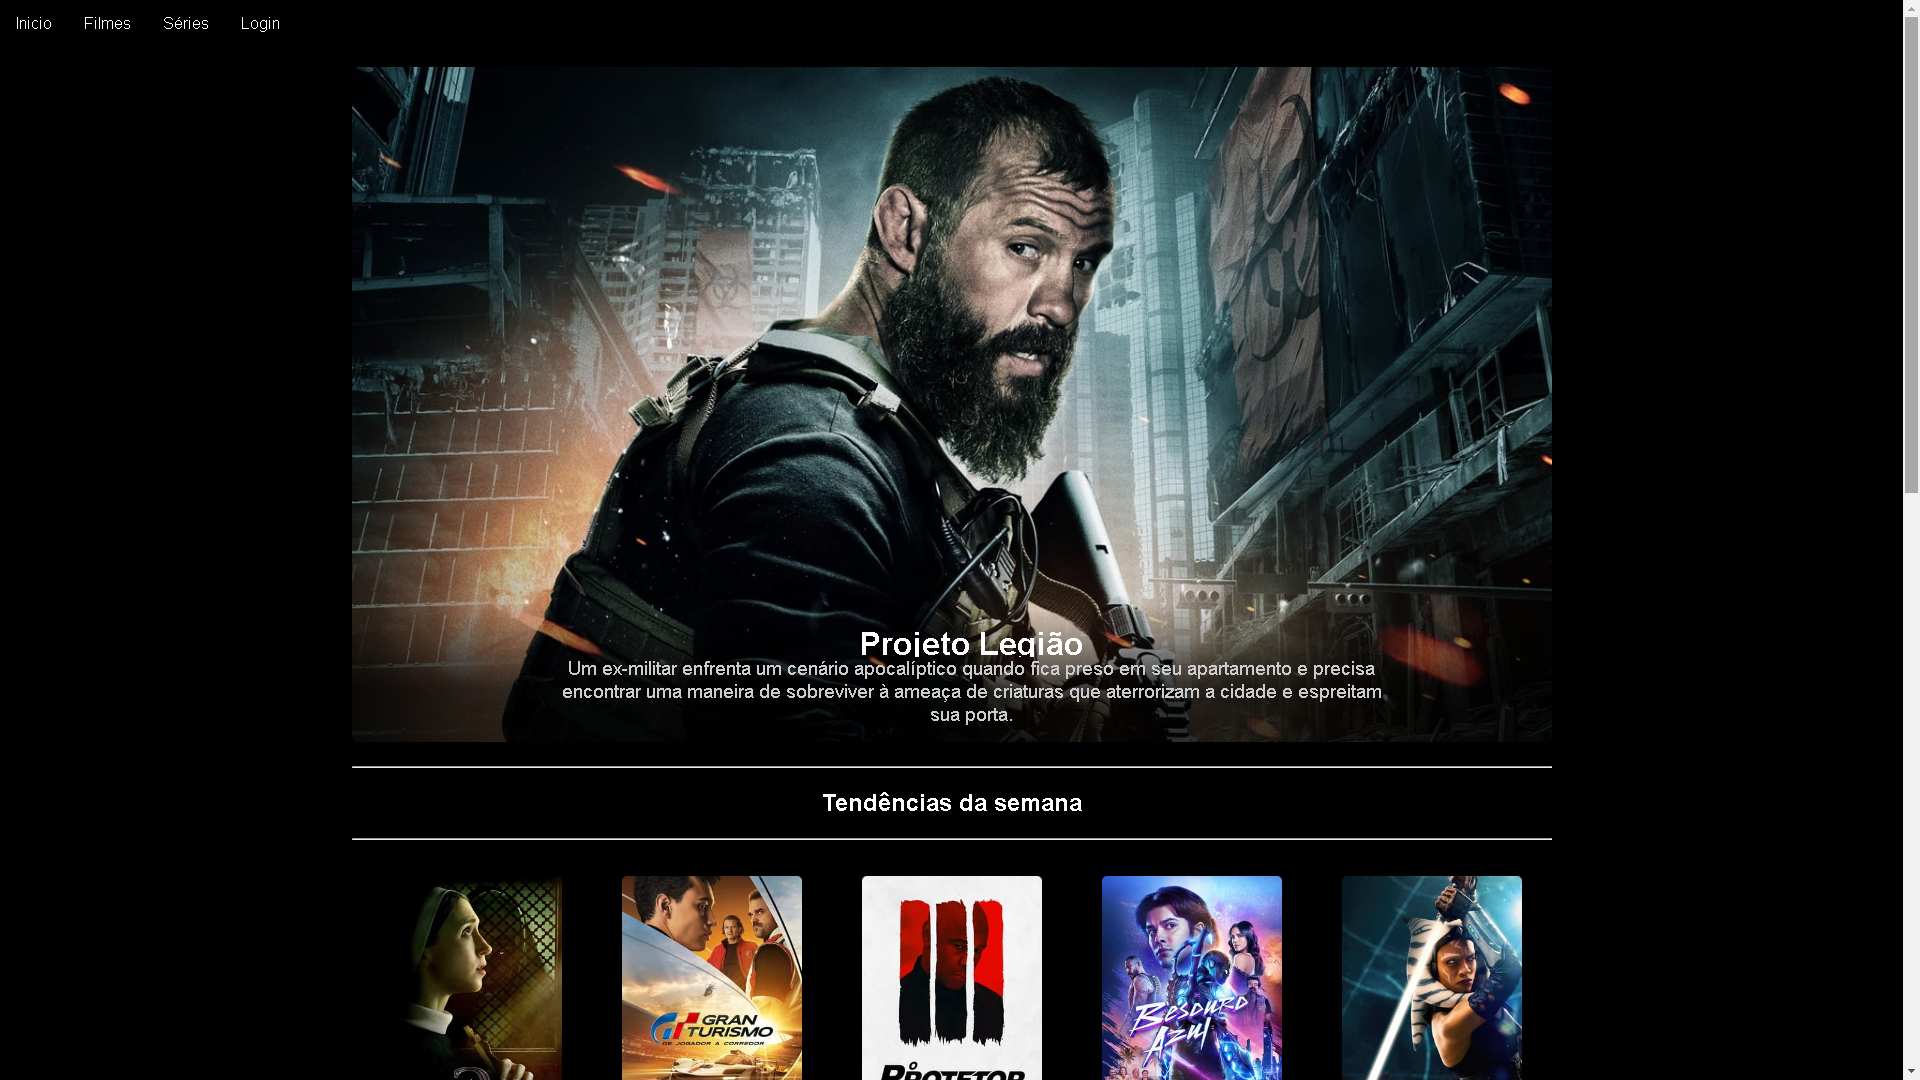 Inicio Filmes Séries Login
Projeto Legião
Um ex-militar enfrenta um cenário apocalíptico quando fica preso em seu apartamento e precisa
encontrar uma maneira de sobreviver à ameaça de criaturas que aterrorizam a cidade e espreitam
sua porta.
Tendências da semana
GRAN
TURISMO
DE JOGADOR A CORREDOR
BESOURO
AZUL
O
PROTETOR